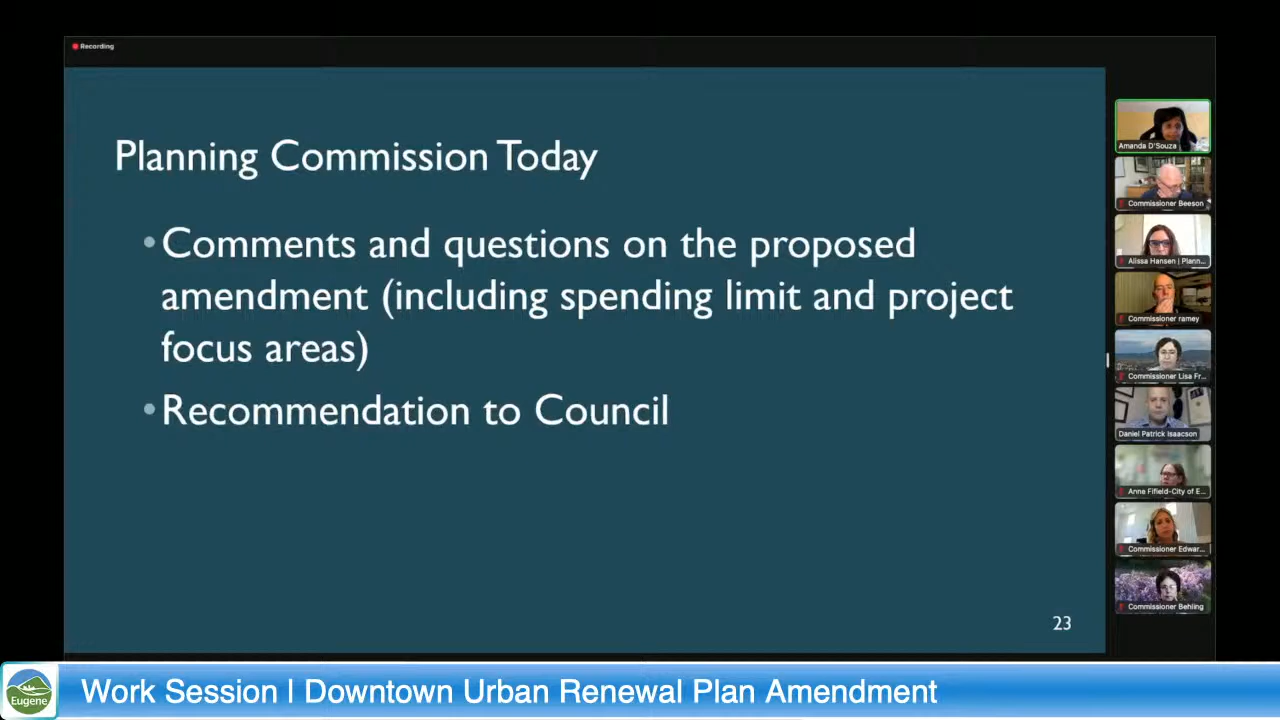 Recording
Planning Commission Today
•Comments and questions on the proposed
amendment (including spending limit and project
focus areas)
•Recommendation to Council
23
Amanda D'Souza
Commissioner Beeson
Alissa Hansen | Plann...
Commissioner ramey
Commissioner Lisa Fr...
Daniel Patrick Isaacson
Anne Fifield-City of E...
Commissioner Edwar...
Commissioner Behling
Eugene
Work Session | Downtown Urban Renewal Plan Amendment